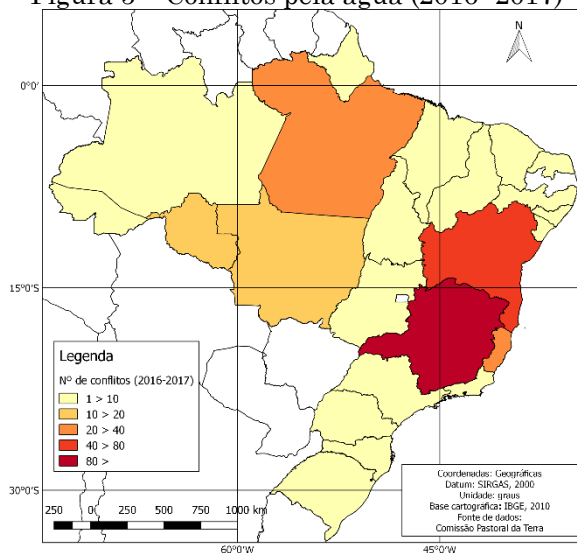 Figura 3 – Conflitos pela água (2016–2017)
N
0°0'
15°0'S
30°0'S
Legenda
Nº de conflitos (2016-2017)
1 > 10
10 > 20
20 > 40
40 > 80
80 >
250 0 250 500 750 1000 km
60°0'W
45°0'W
Coordenadas: Geográficas
Datum: SIRGAS, 2000
Unidade: graus
Base cartográfica: IBGE, 2010
Fonte de dados:
Comissão Pastoral da Terra